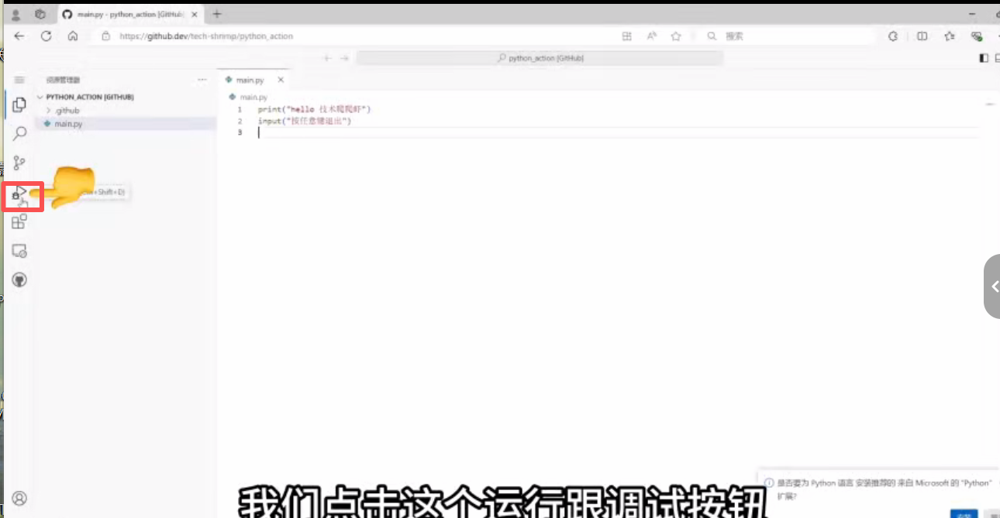 main.py - python_action [GitHub]
https://github.dev/tech-shrimp/python_action
搜索
python_action [GitHub]
资源管理器
main.py
PYTHON_ACTION [GITHUB]
.github
main.py
main.py
1 print("hello 技术爬爬虾")
2 input("按任意键退出")
3
+Shift+D)
是否要为 Python 语言 安装推荐的 来自 Microsoft 的 "Python"
扩展?
安装
我们点击这个运行跟调试按钮